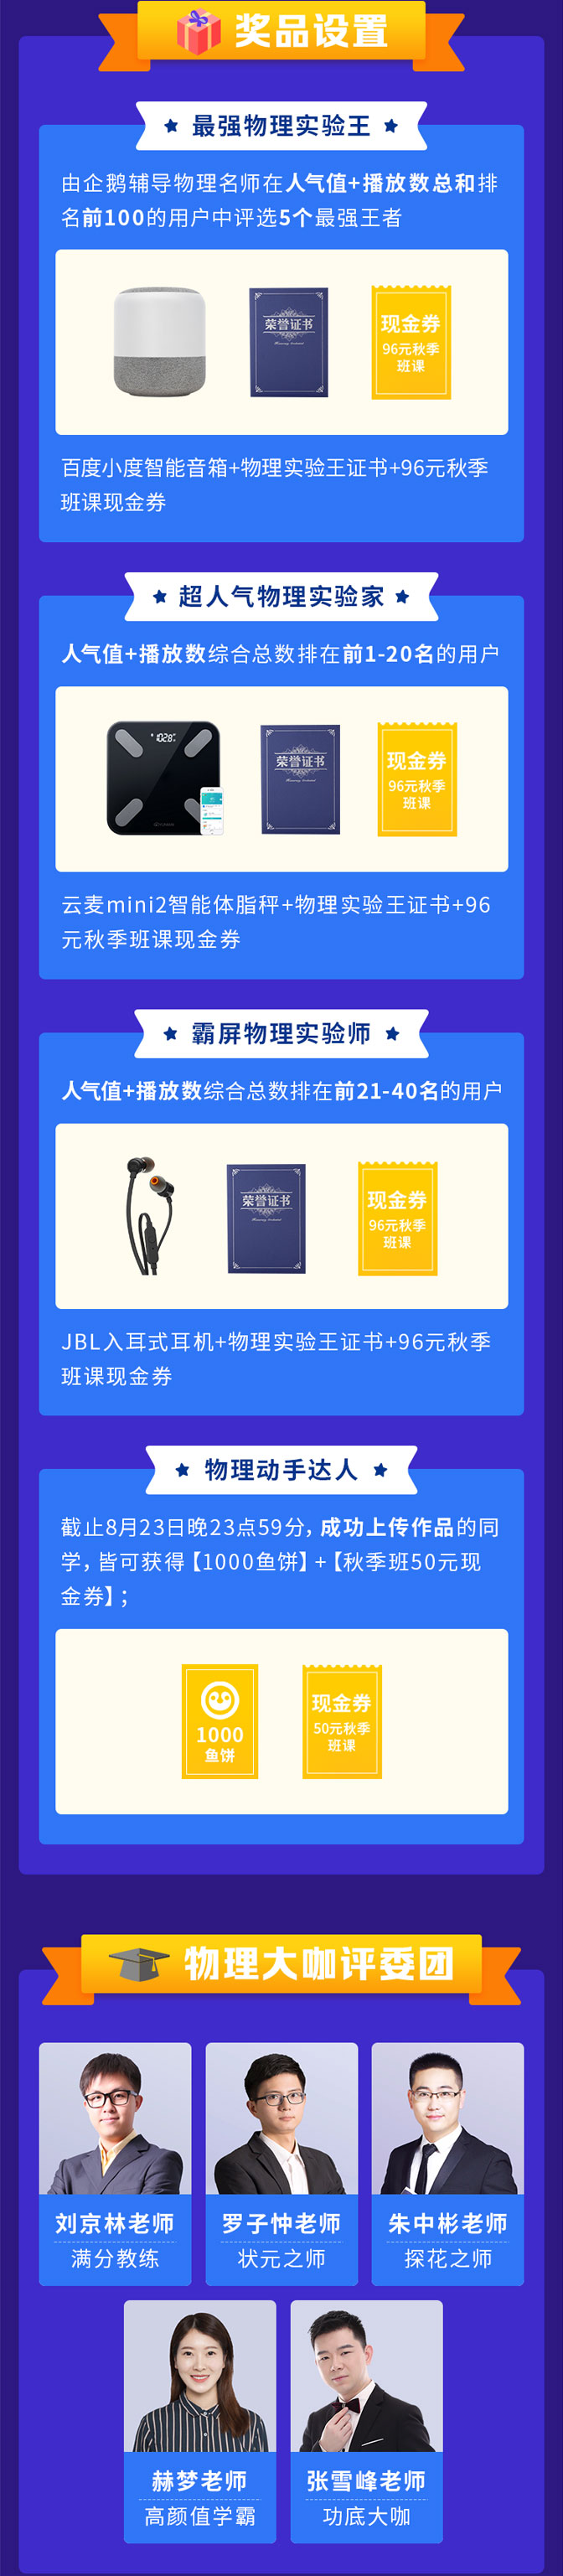 奖品设置
最强物理实验王
由企鹅辅导物理名师在人气值+播放数总和排
名前100的用户中评选5个最强王者
荣誉证书
现金券
96元秋季
班课
百度小度智能音箱+物理实验王证书+96元秋季
班课现金券
超人气物理实验家
人气值+播放数综合总数排在前1-20名的用户
荣誉证书
现金券
96元秋季
班课
云麦mini2智能体脂秤+物理实验王证书+96
元秋季班课现金券
霸屏物理实验师
人气值+播放数综合总数排在前21-40名的用户
荣誉证书
现金券
96元秋季
班课
JBL入耳式耳机+物理实验王证书+96元秋季
班课现金券
物理动手达人
截止8月23日晚23点59分，成功上传作品的同
学，皆可获得【1000鱼饼】+【秋季班50元现
金券】；
1000
鱼饼
现金券
50元秋季
班课
物理大咖评委团
刘京林老师
满分教练
罗子忡老师
状元之师
朱中彬老师
探花之师
赫梦老师
高颜值学霸
张雪峰老师
功底大咖